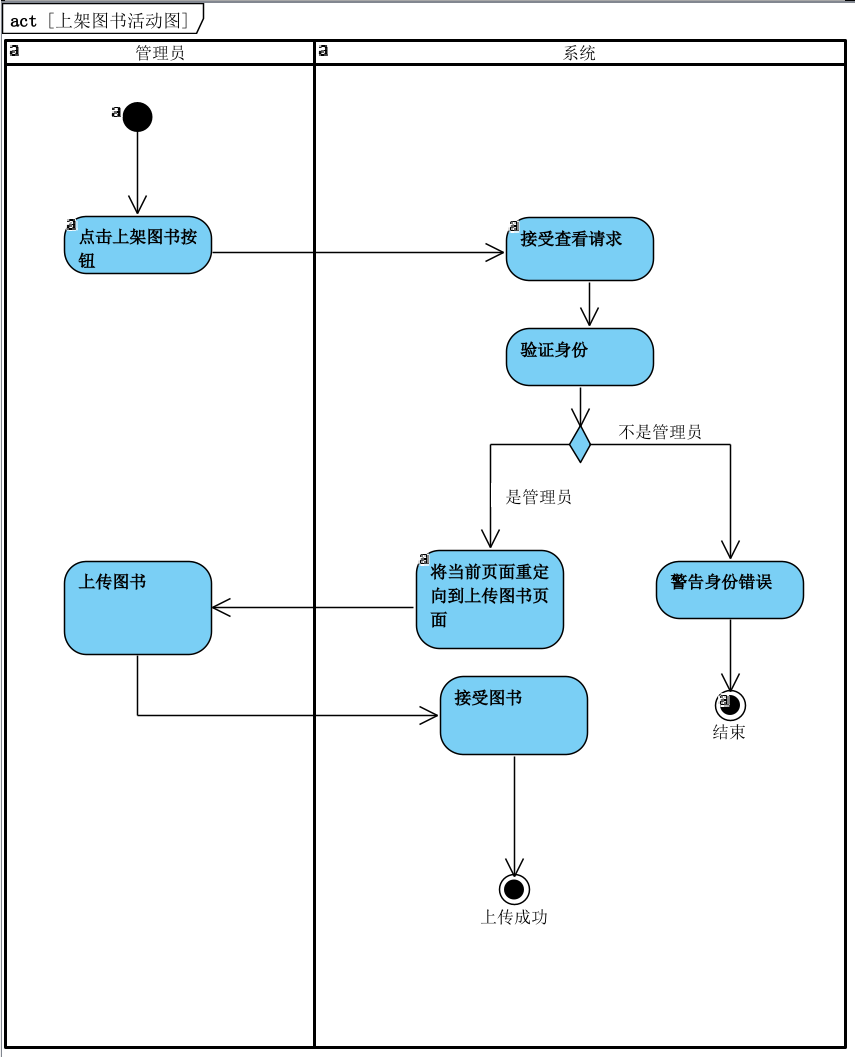 act [上架图书活动图]
a 管理员
a 系统
a
a
点击上架图书按
钮
a
接受查看请求
验证身份
不是管理员
是管理员
a
将当前页面重定
向到上传图书页
面
上传图书
警告身份错误
接受图书
a
结束
上传成功